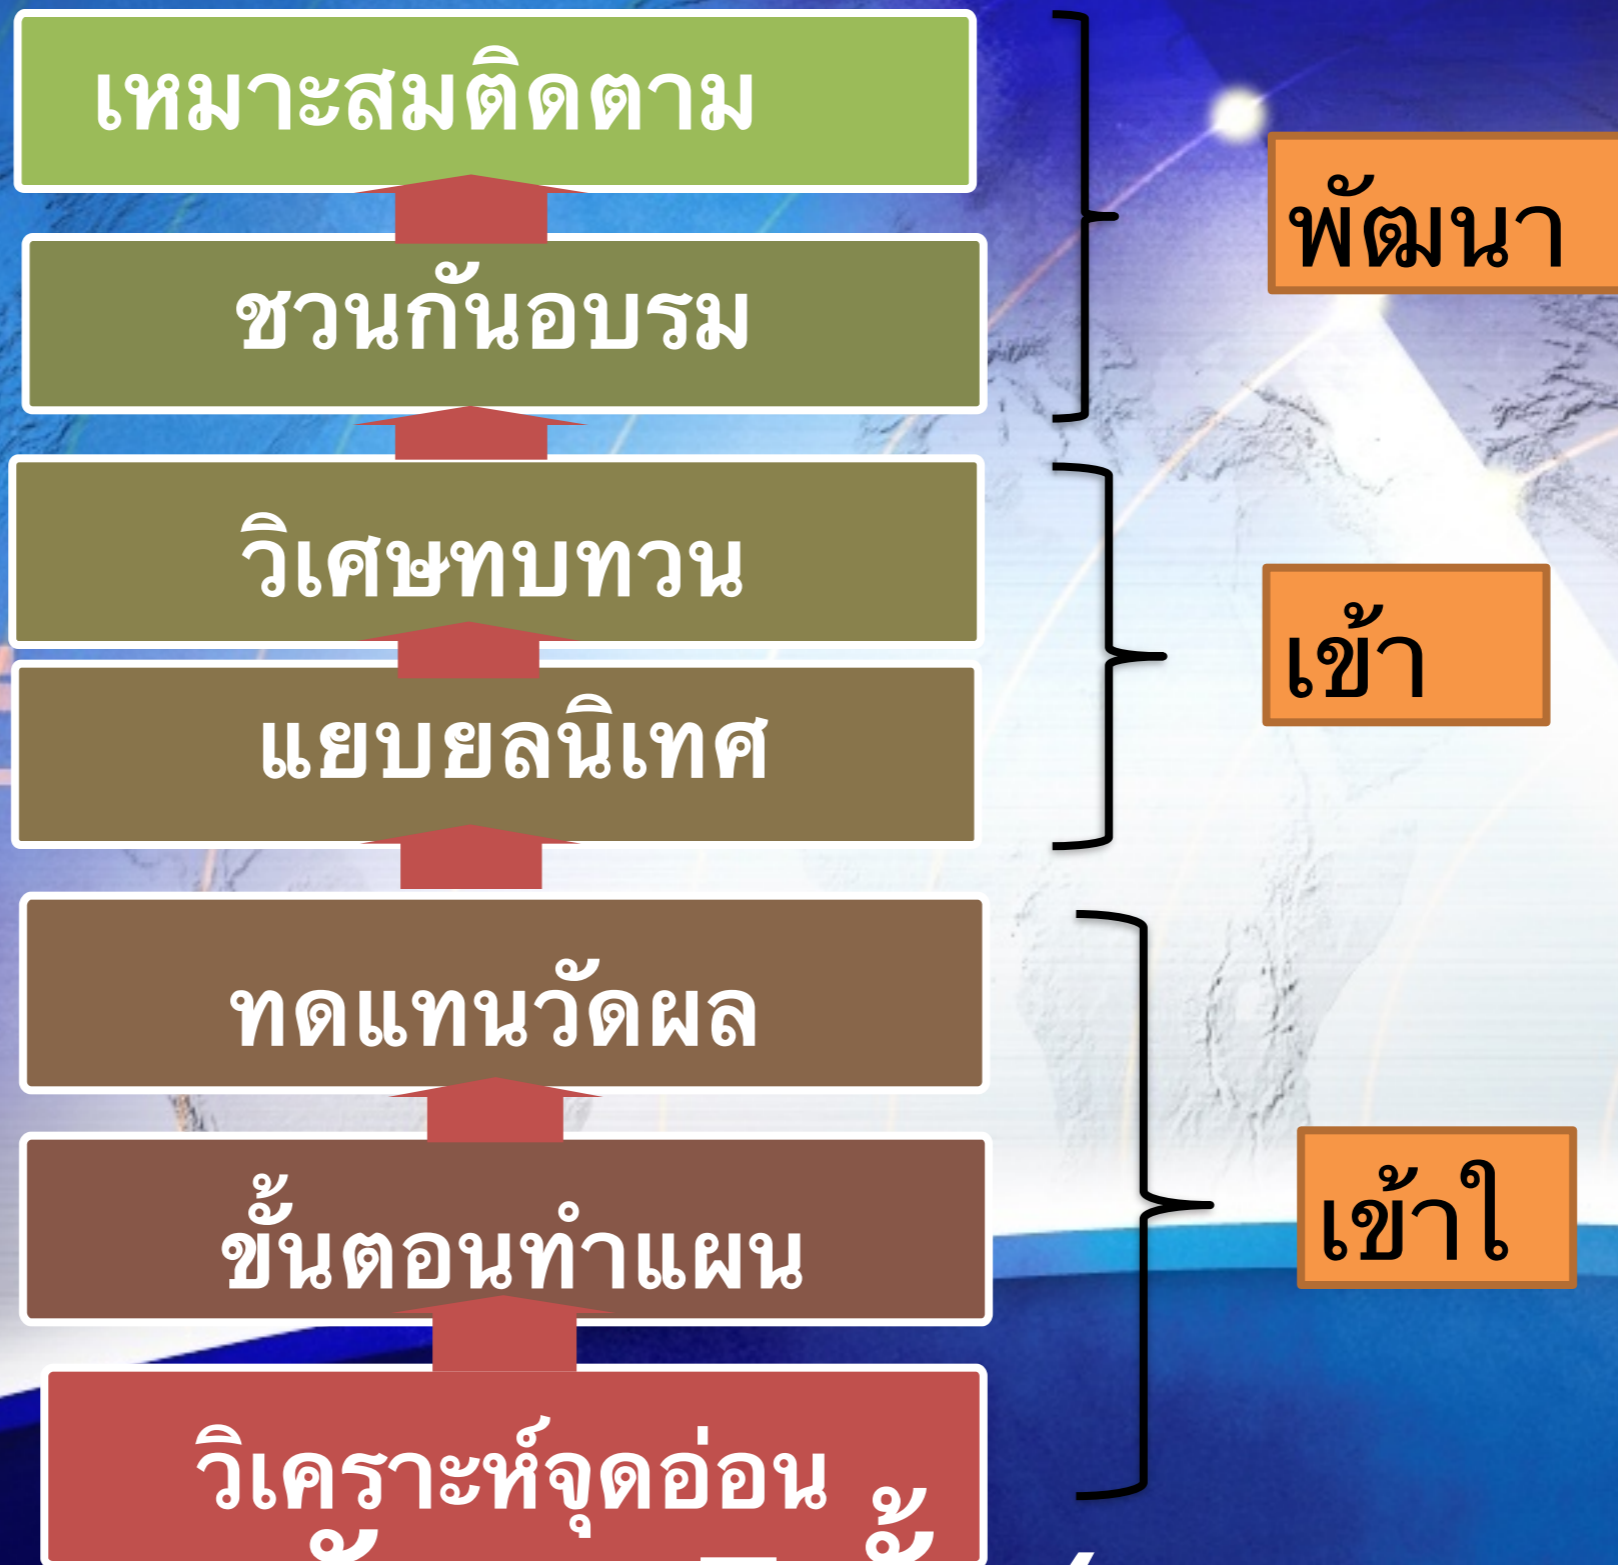 เหมาะสมติดตาม
พัฒนา
ชวนกันอบรม
วิเศษทบทวน
เข้า
แยบยลนิเทศ
ทดแทนวัดผล
ขั้นตอนทำแผน
เข้าใ
วิเคราะห์จุดอ่อน